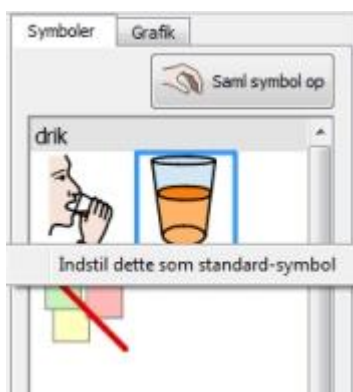 Symboler Grafik
Saml symbol op
drik
Indstil dette som standard-symbol